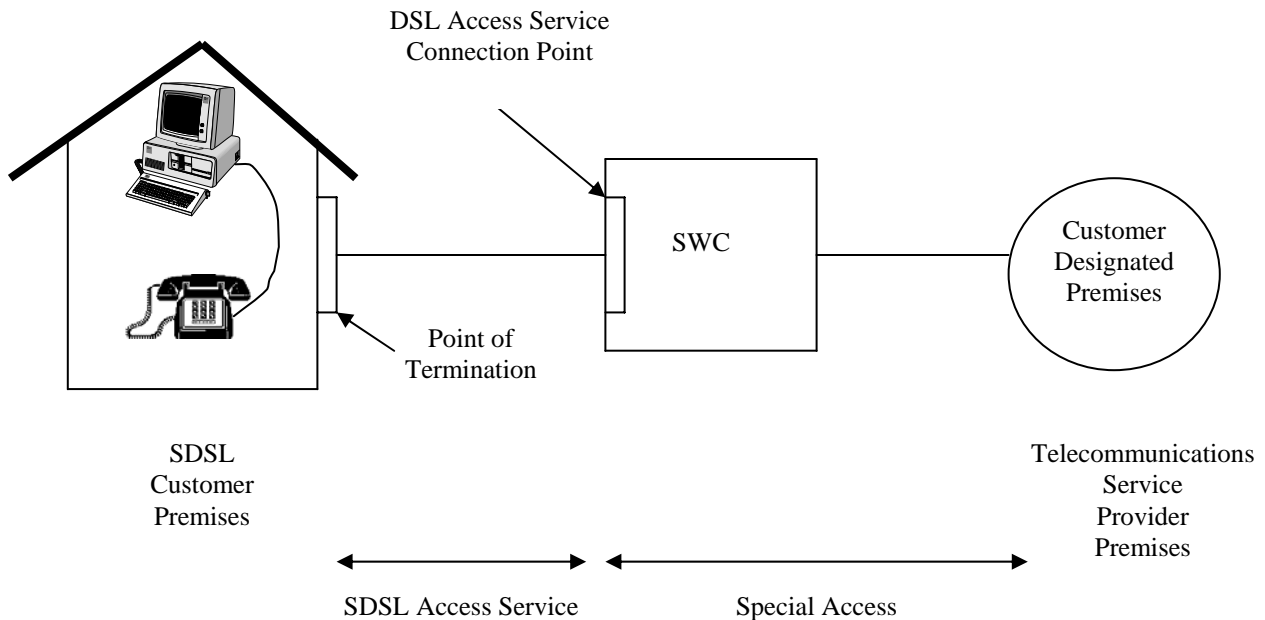 DSL Access Service
Connection Point
SWC
Customer
Designated
Premises
Point of
Termination
SDSL
Customer
Premises
Telecommunications
Service
Provider
Premises
SDSL Access Service
Special Access